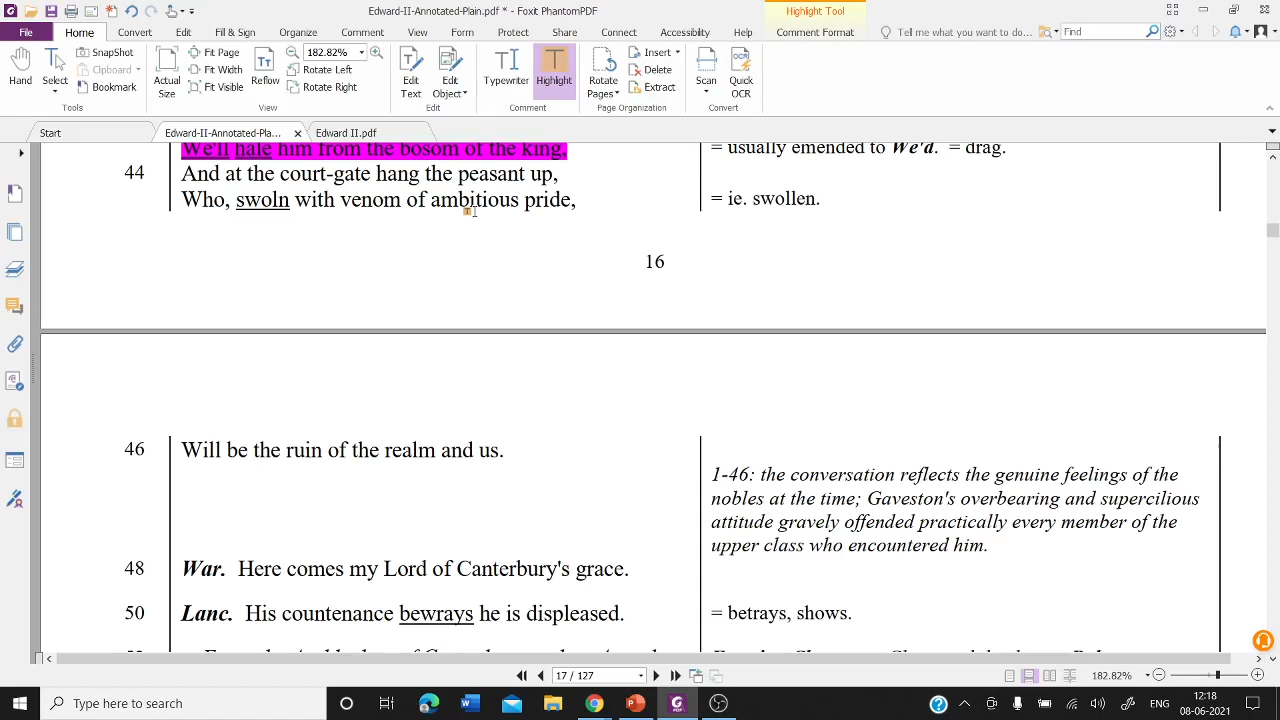 Edward-II-Annotated-Plain.pdf * - Foxit PhantomPDF
Highlight Tool
File Home Convert Edit Fill & Sign Organize Comment View Form Protect Share Connect Accessibility Help Comment Format Tell me what you want to do... Find
Hand Select SnapShot Clipboard Bookmark Actual Size Fit Page Fit Width Fit Visible Reflow 182.82% Rotate Left Rotate Right Edit Text Edit Object Typewriter Highlight Rotate Pages Insert Delete Extract Scan Quick OCR
Tools View Edit Comment Page Organization Convert
Start Edward-II-Annotated-Pla... Edward II.pdf
We'll hale him from the bosom of the king, = usually emended to We'd. = drag.
44 And at the court-gate hang the peasant up,
Who, swoln with venom of ambitious pride, = ie. swollen.
16
46 Will be the ruin of the realm and us.
1-46: the conversation reflects the genuine feelings of the
nobles at the time; Gaveston's overbearing and supercilious
attitude gravely offended practically every member of the
upper class who encountered him.
48 War. Here comes my Lord of Canterbury's grace.
50 Lanc. His countenance bewrays he is displeased. = betrays, shows.
17 / 127 182.82%
Type here to search ENG 12:18
08-06-2021